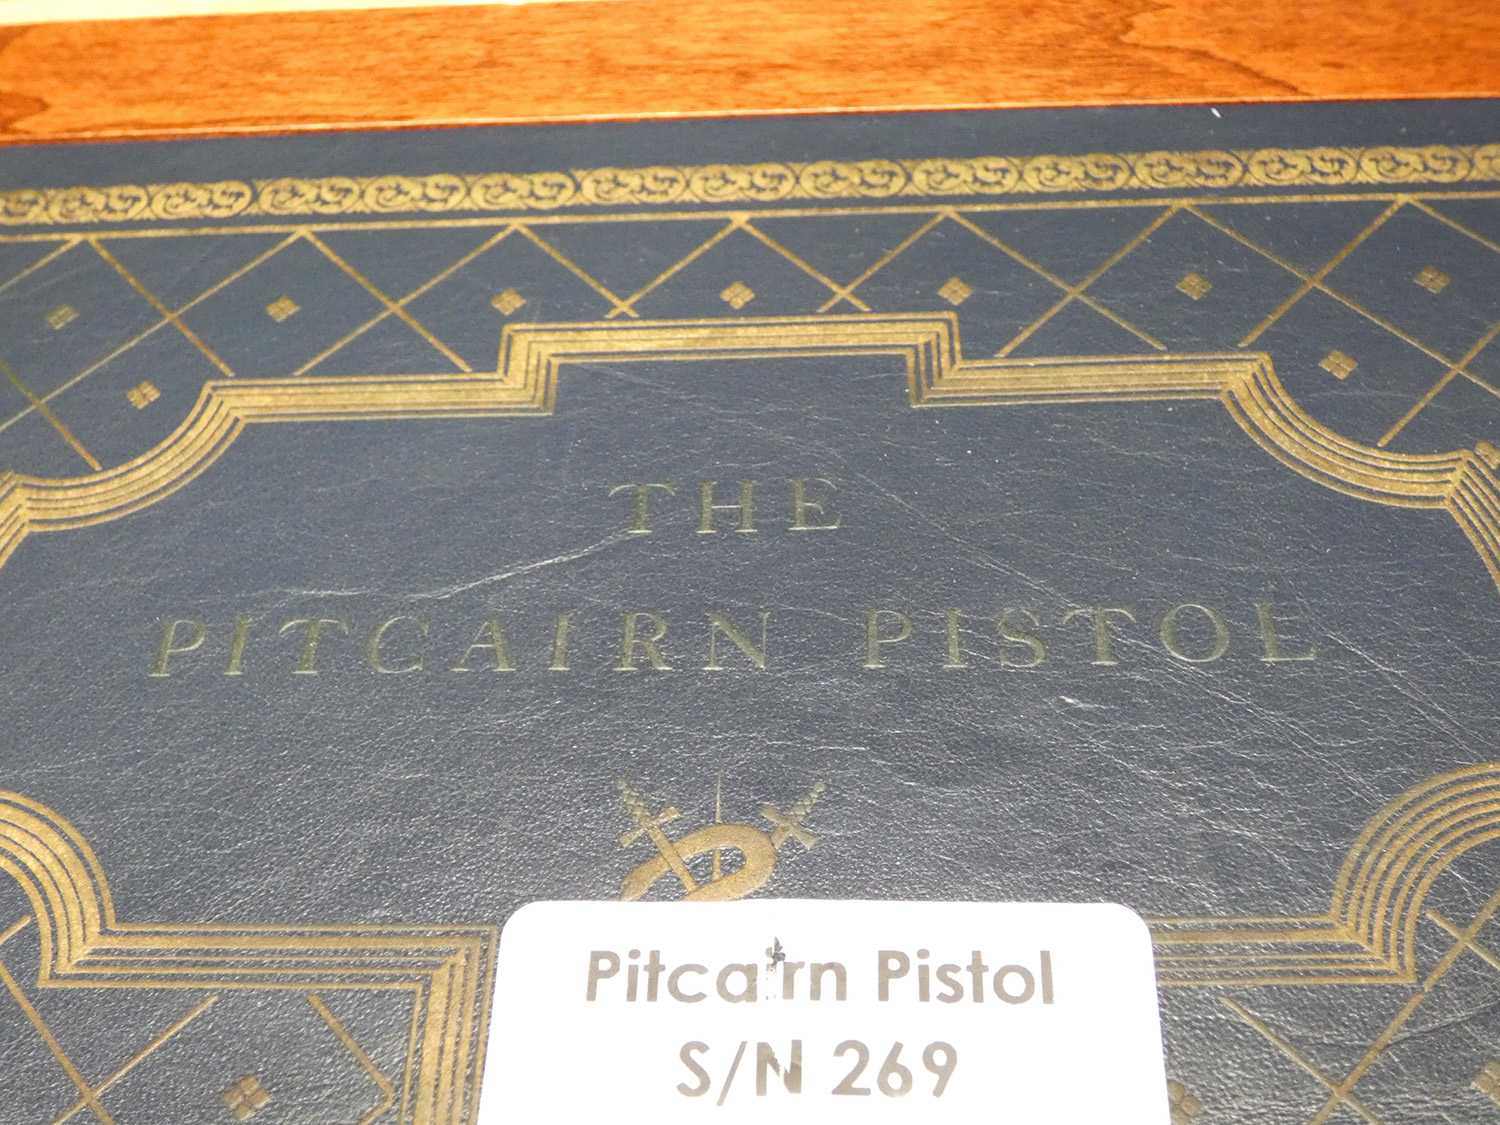 THE
PITCAIRN PISTOL
Pitcairn Pistol
S/N 269